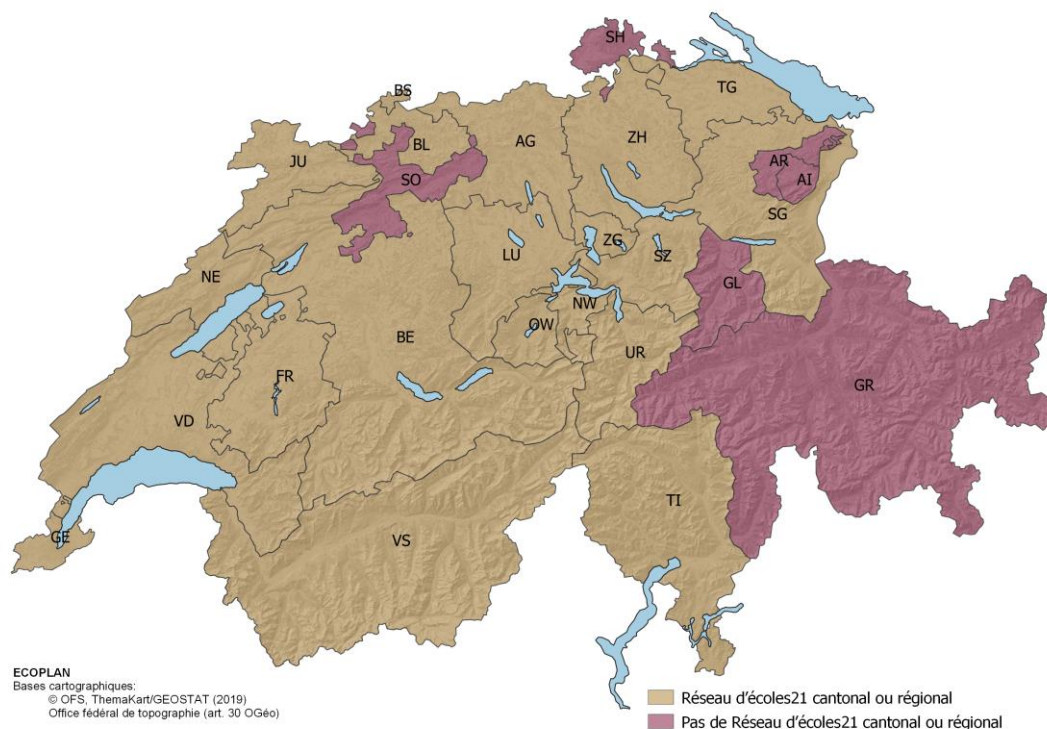 SH
TG
BS
BL
AG
ZH
JU
SO
AR
AI
SG
ZG
LU
SZ
NE
GL
NW
OW
BE
UR
GR
FR
VD
TI
GE
VS
ECOPLAN
Bases cartographiques:
© OFS, ThemaKart/GEOSTAT (2019)
Office fédéral de topographie (art. 30 OGéo)
Réseau d'écoles21 cantonal ou régional
Pas de Réseau d'écoles21 cantonal ou régional